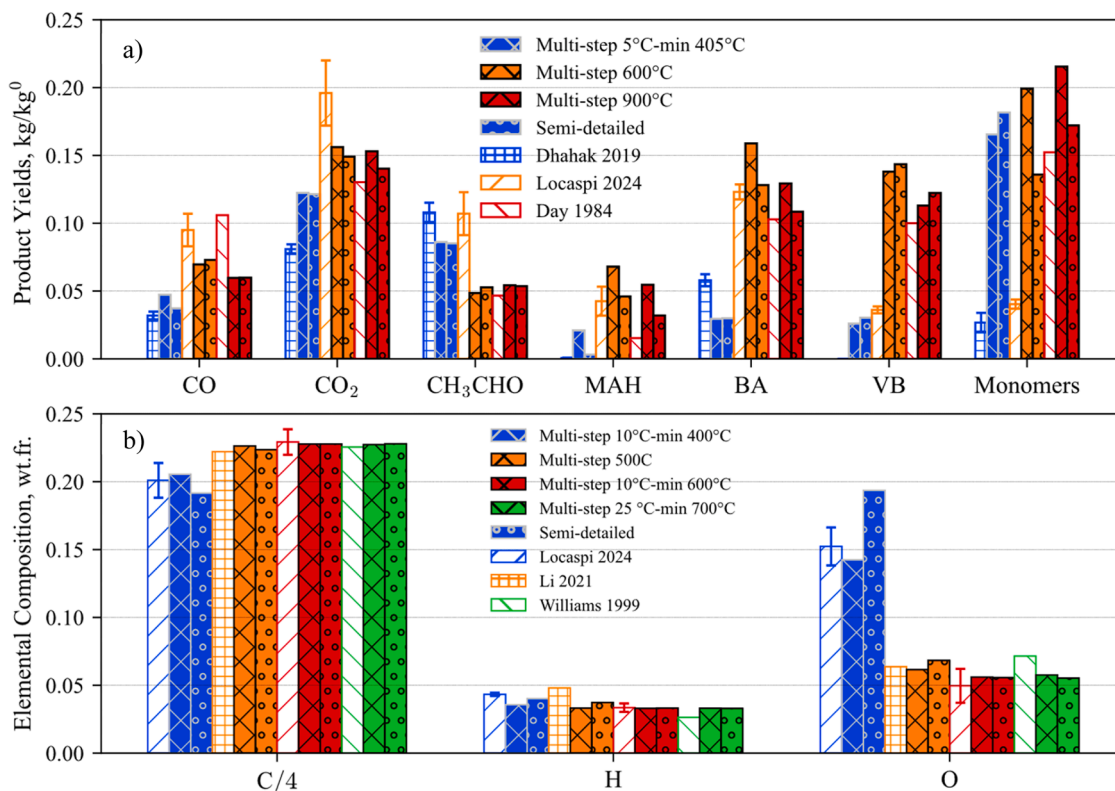 a)
Product Yields, kg/kg⁰
0.25
0.20
0.15
0.10
0.05
0.00
Multi-step 5°C-min 405°C
Multi-step 600°C
Multi-step 900°C
Semi-detailed
Dhahak 2019
Locaspi 2024
Day 1984
CO CO₂ CH₃CHO MAH BA VB Monomers
b)
Elemental Composition, wt.fr.
0.25
0.20
0.15
0.10
0.05
0.00
Multi-step 10°C-min 400°C
Multi-step 500C
Multi-step 10°C-min 600°C
Multi-step 25 °C-min 700°C
Semi-detailed
Locaspi 2024
Li 2021
Williams 1999
C/4 H O